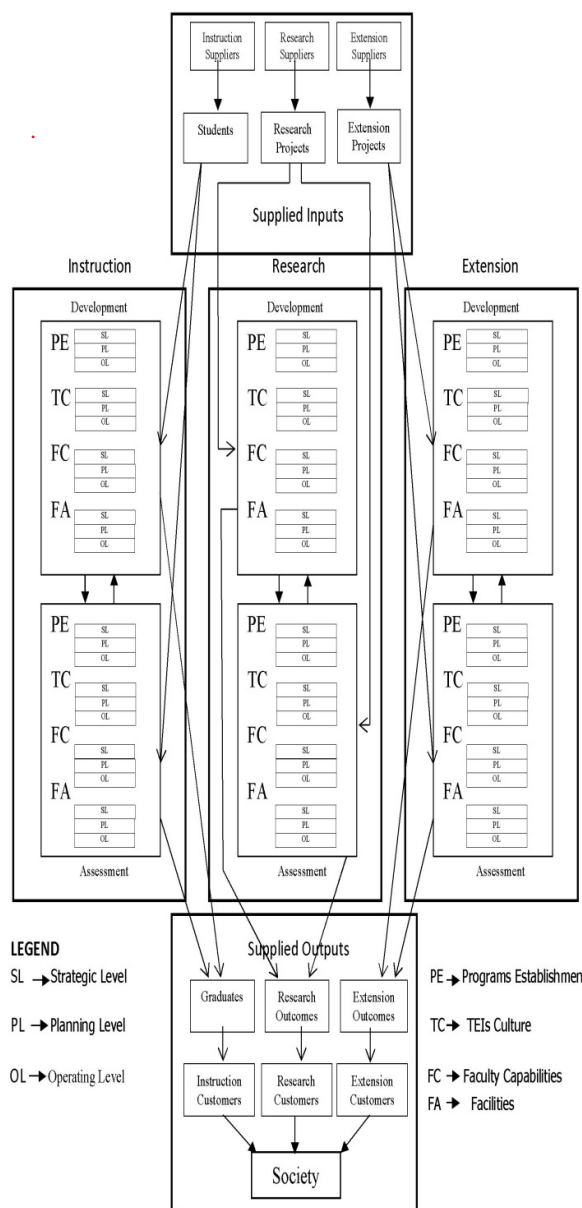 Instruction
Suppliers
Research
Suppliers
Extension
Suppliers
Students
Research
Projects
Extension
Projects
Supplied Inputs
Instruction
Research
Extension
Development
PE
SL
PL
OL
TC
SL
PL
OL
FC
SL
PL
OL
FA
SL
PL
OL
PE
SL
PL
OL
TC
SL
PL
OL
FC
SL
PL
OL
FA
SL
PL
OL
Assessment
Development
PE
SL
PL
OL
TC
SL
PL
OL
FC
SL
PL
OL
FA
SL
PL
OL
PE
SL
PL
OL
TC
SL
PL
OL
FC
SL
PL
OL
FA
SL
PL
OL
Assessment
Development
PE
SL
PL
OL
TC
SL
PL
OL
FC
SL
PL
OL
FA
SL
PL
OL
PE
SL
PL
OL
TC
SL
PL
OL
FC
SL
PL
OL
FA
SL
PL
OL
Assessment
Supplied Outputs
Graduates
Research
Outcomes
Extension
Outcomes
Instruction
Customers
Research
Customers
Extension
Customers
Society
LEGEND
SL → Strategic Level
PL → Planning Level
OL → Operating Level
PE → Programs Establishmen
TC → TEIs Culture
FC → Faculty Capabilities
FA → Facilities